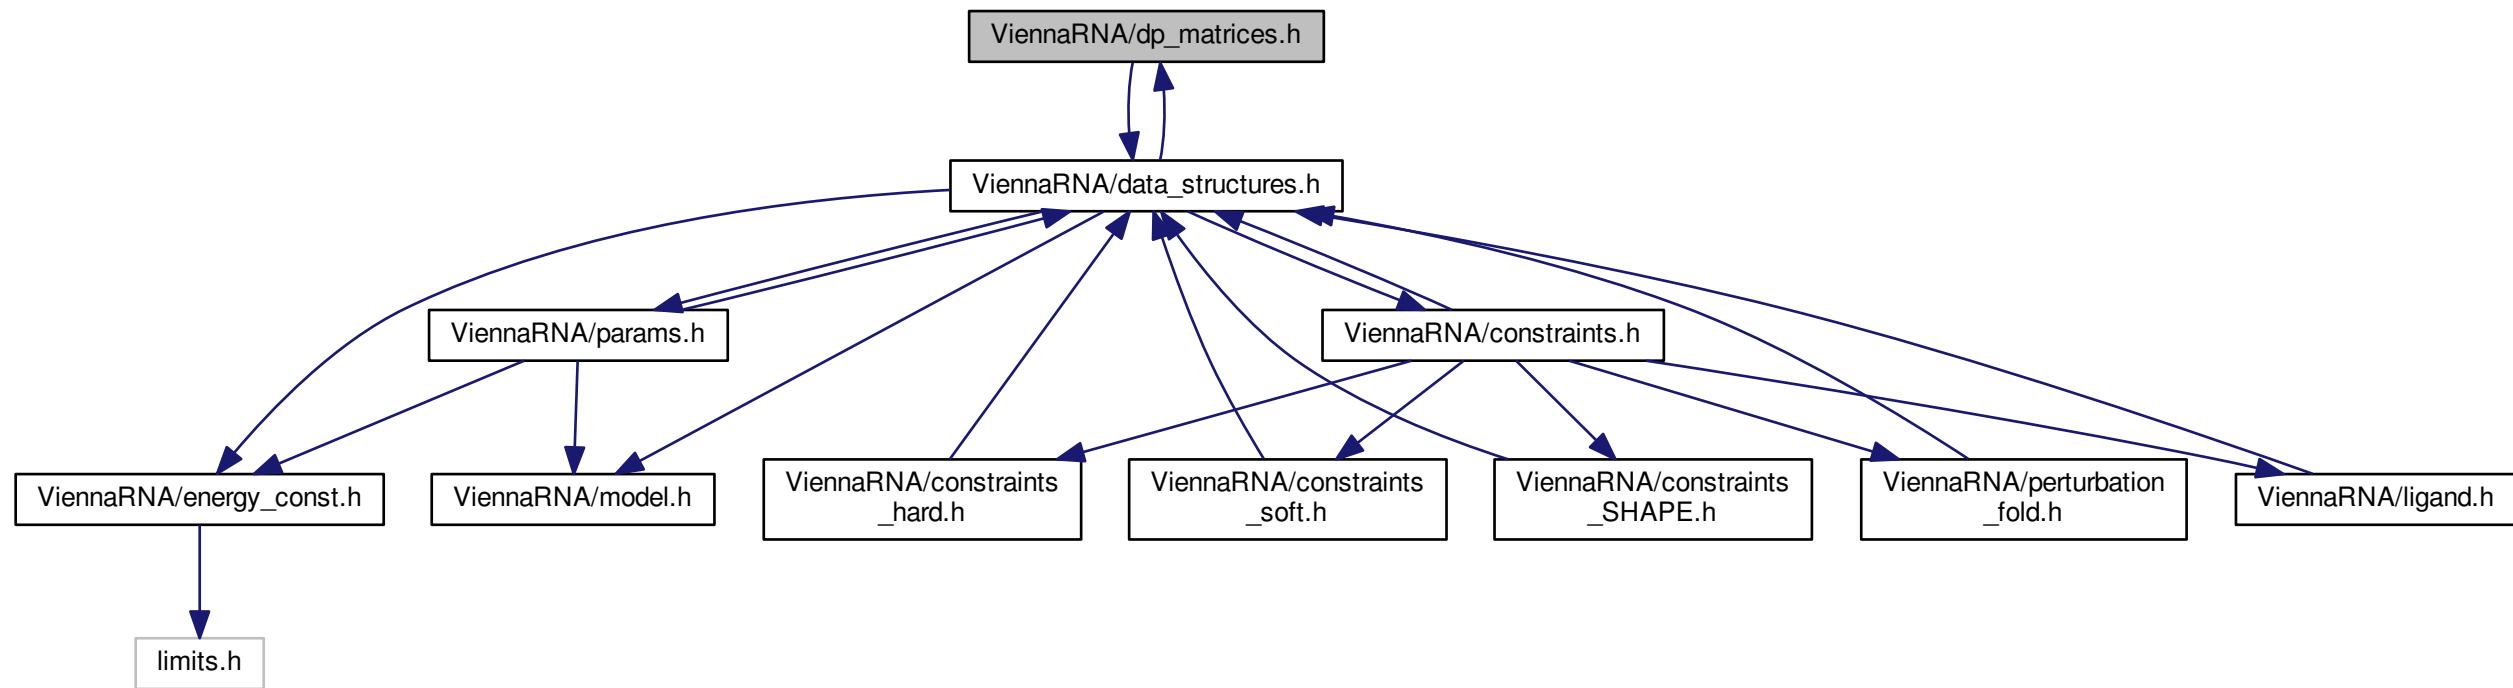 ViennaRNA/dp_matrices.h
ViennaRNA/data_structures.h
ViennaRNA/params.h
ViennaRNA/constraints.h
ViennaRNA/energy_const.h
ViennaRNA/model.h
ViennaRNA/constraints
_hard.h
ViennaRNA/constraints
_soft.h
ViennaRNA/constraints
_SHAPE.h
ViennaRNA/perturbation
_fold.h
ViennaRNA/ligand.h
limits.h